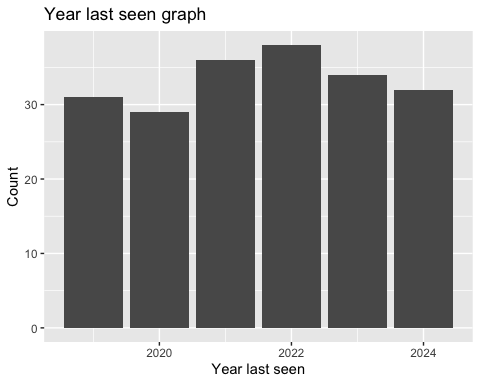 Year last seen graph
Count
30
20
10
0
2020 2022 2024
Year last seen